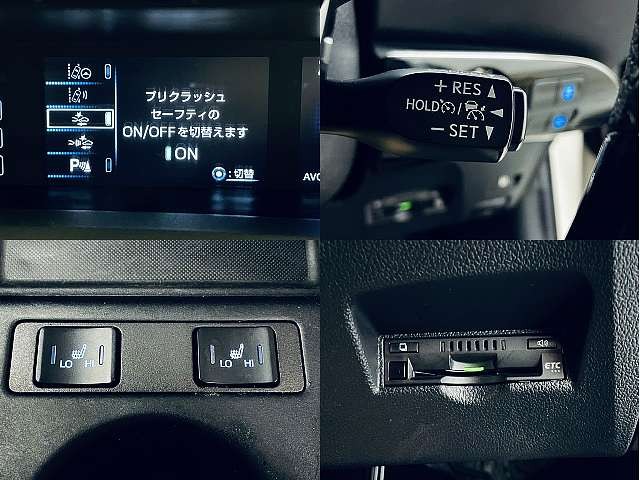 プリクラッシュ
セーフティの
ON/OFFを切替えます
ON
:切替
P
AVO
+ RES ▲
HOLD / ◀
− SET ▼
LO HI
LO HI
ETC